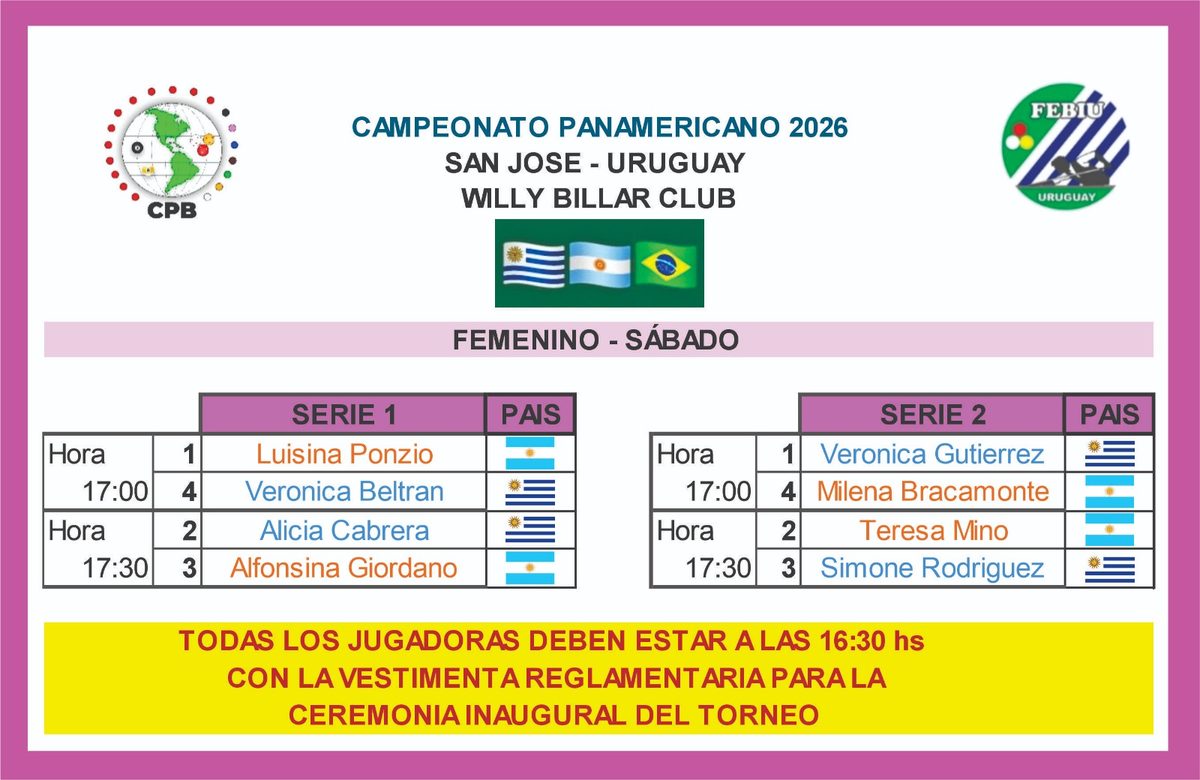 CPB
FEBIU
URUGUAY
CAMPEONATO PANAMERICANO 2026
SAN JOSE - URUGUAY
WILLY BILLAR CLUB
FEMENINO - SÁBADO
SERIE 1 PAIS
Hora 1 Luisina Ponzio
17:00 4 Veronica Beltran
Hora 2 Alicia Cabrera
17:30 3 Alfonsina Giordano
SERIE 2 PAIS
Hora 1 Veronica Gutierrez
17:00 4 Milena Bracamonte
Hora 2 Teresa Mino
17:30 3 Simone Rodriguez
TODAS LOS JUGADORAS DEBEN ESTAR A LAS 16:30 hs
CON LA VESTIMENTA REGLAMENTARIA PARA LA
CEREMONIA INAUGURAL DEL TORNEO